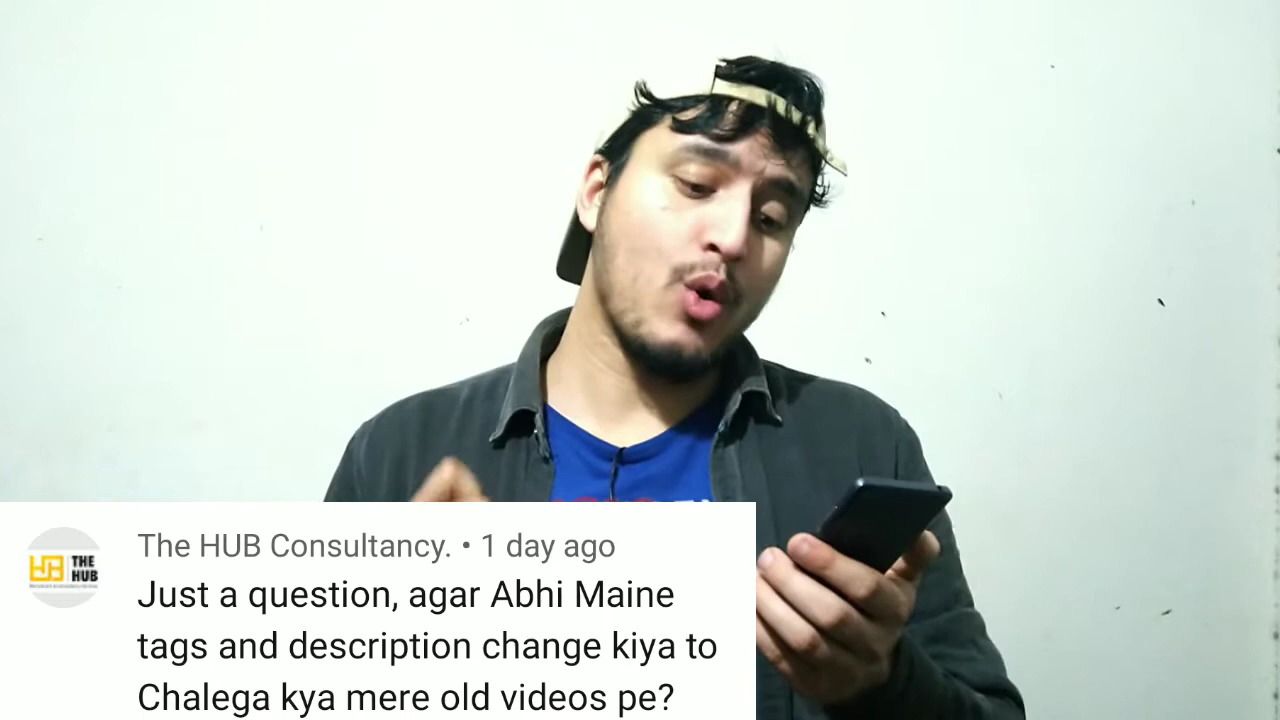 The HUB Consultancy. • 1 day ago
THE
HUB
Just a question, agar Abhi Maine
tags and description change kiya to
Chalega kya mere old videos pe?